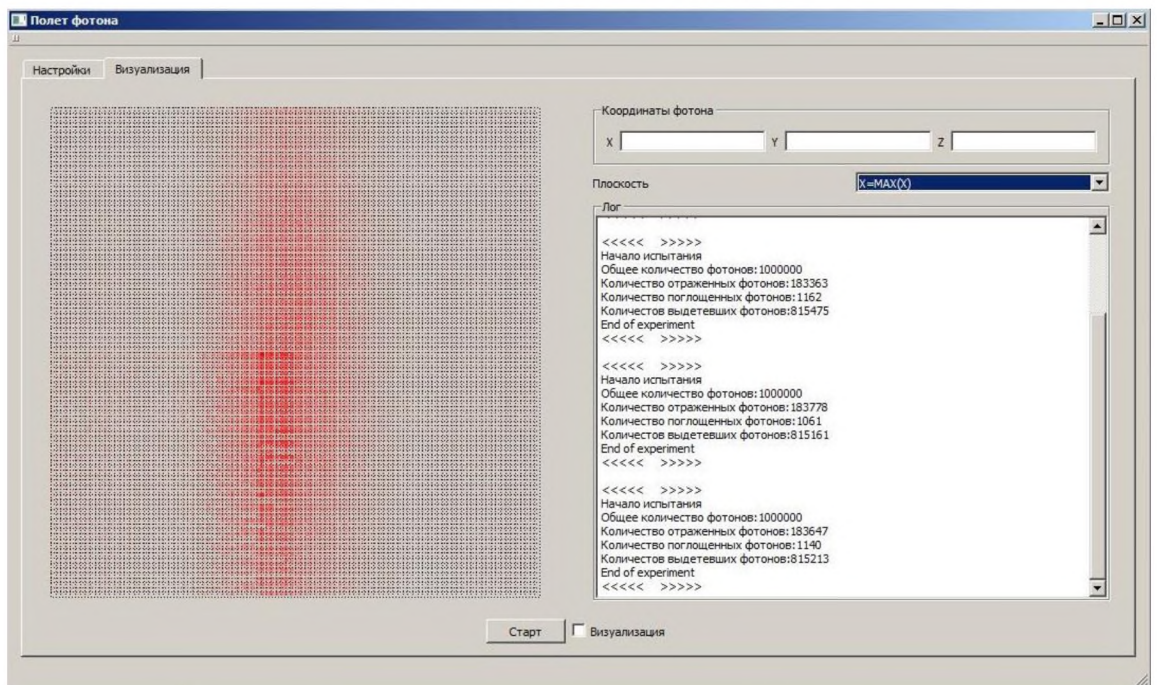 Полет фотона
Настройки Визуализация
Координаты фотона
X Y Z
Плоскость X=MAX(X)
Лог
<<<<< >>>>>
Начало испытания
Общее количество фотонов:1000000
Количество отраженных фотонов:183363
Количество поглощенных фотонов:1162
Количестов выдетевших фотонов:815475
End of experiment
<<<<< >>>>>
<<<<< >>>>>
Начало испытания
Общее количество фотонов:1000000
Количество отраженных фотонов:183778
Количество поглощенных фотонов:1061
Количестов выдетевших фотонов:815161
End of experiment
<<<<< >>>>>
<<<<< >>>>>
Начало испытания
Общее количество фотонов:1000000
Количество отраженных фотонов:183647
Количество поглощенных фотонов:1140
Количестов выдетевших фотонов:815213
End of experiment
<<<<< >>>>>
Старт Визуализация